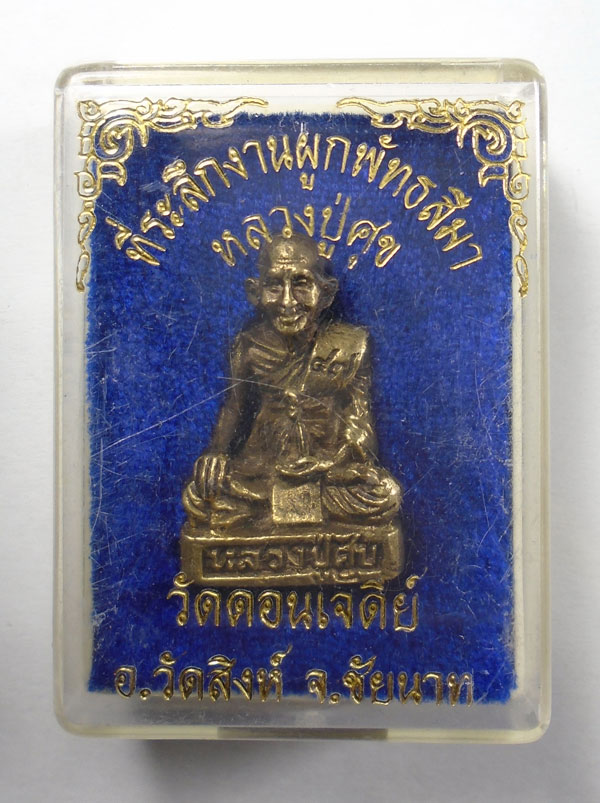 ที่ระลึกงานผูกพัทธสีมา
หลวงปู่ศุข
๔๗
หลวงปู่ศุข
วัดดอนเจดีย์
อ.วัดสิงห์ จ.ชัยนาท